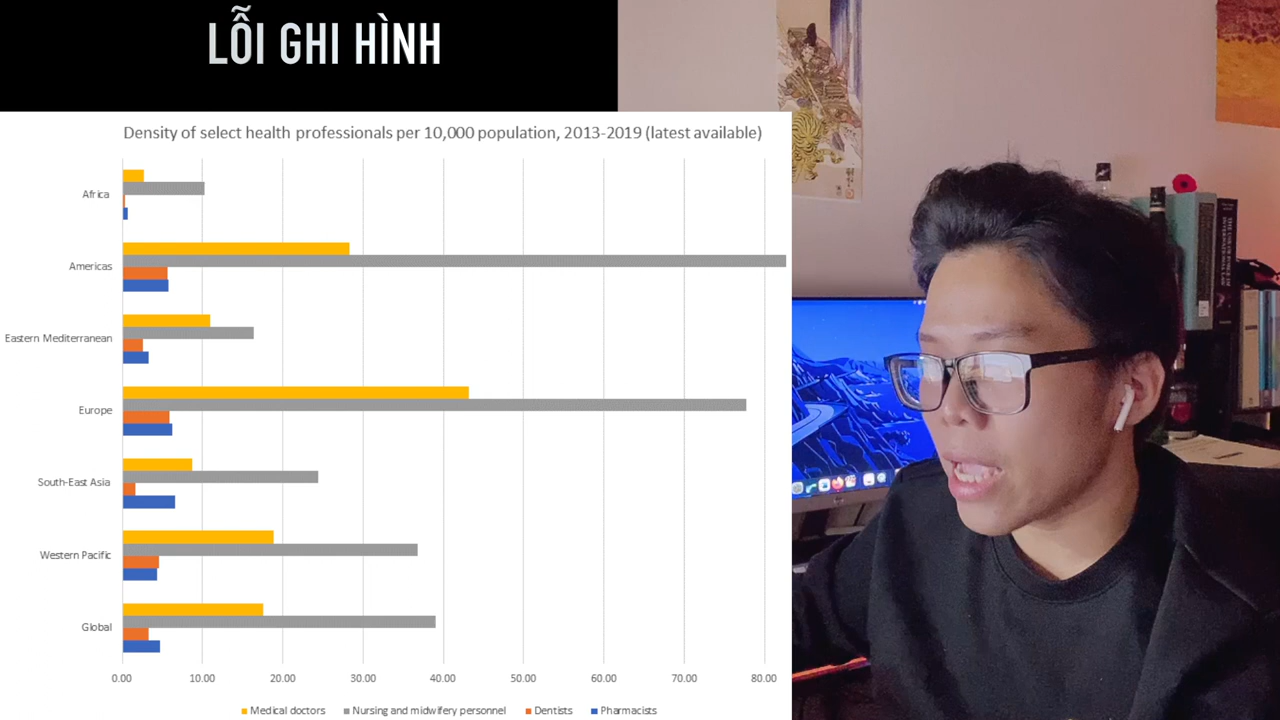 LỖI GHI HÌNH
Density of select health professionals per 10,000 population, 2013-2019 (latest available)
Africa
Americas
Eastern Mediterranean
Europe
South-East Asia
Western Pacific
Global
0.00 10.00 20.00 30.00 40.00 50.00 60.00 70.00 80.00
Medical doctors Nursing and midwifery personnel Dentists Pharmacists